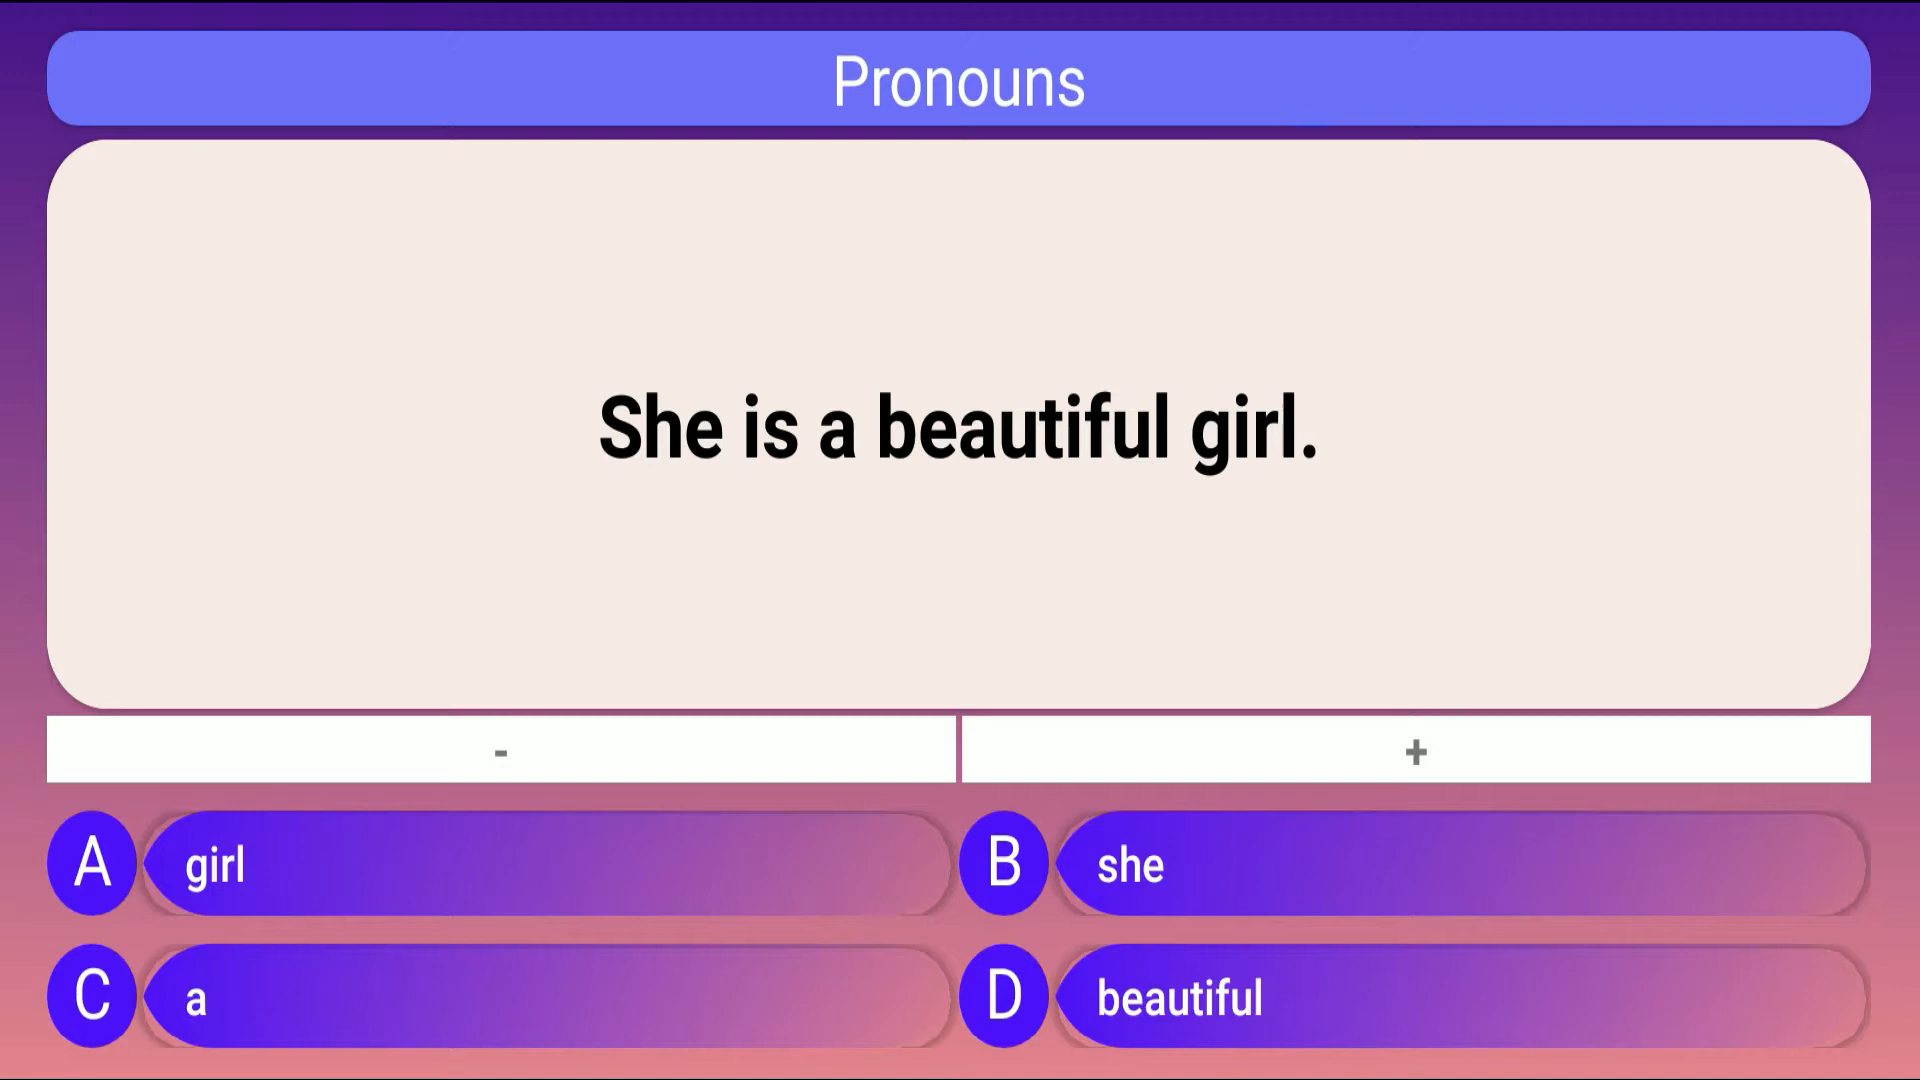 Pronouns
She is a beautiful girl.
- +
A girl
B she
C a
D beautiful